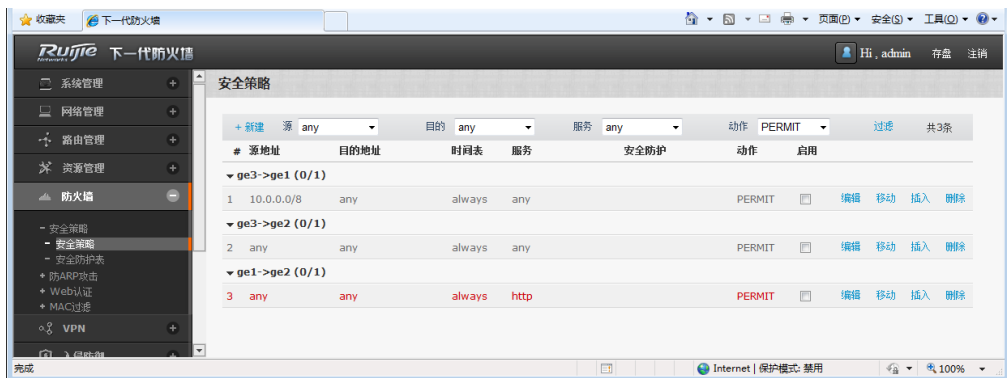 收藏夹 下一代防火墙 页面(P) 安全(S) 工具(O)
Ruijie Networks 下一代防火墙 Hi , admin 存盘 注销
系统管理
网络管理
路由管理
资源管理
防火墙
- 安全策略
- 安全策略
- 安全防护表
+ 防ARP攻击
+ Web认证
+ MAC过滤
VPN
入侵防御
安全策略
+ 新建 源 any 目的 any 服务 any 动作 PERMIT 过滤 共3条
# 源地址 目的地址 时间表 服务 安全防护 动作 启用
ge3->ge1 (0/1)
1 10.0.0.0/8 any always any PERMIT 编辑 移动 插入 删除
ge3->ge2 (0/1)
2 any any always any PERMIT 编辑 移动 插入 删除
ge1->ge2 (0/1)
3 any any always http PERMIT 编辑 移动 插入 删除
完成 Internet | 保护模式: 禁用 100%